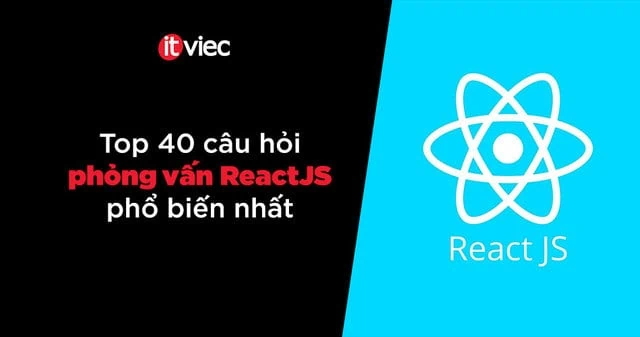 itviec
Top 40 câu hỏi
phỏng vấn ReactJS
phổ biến nhất
React JS